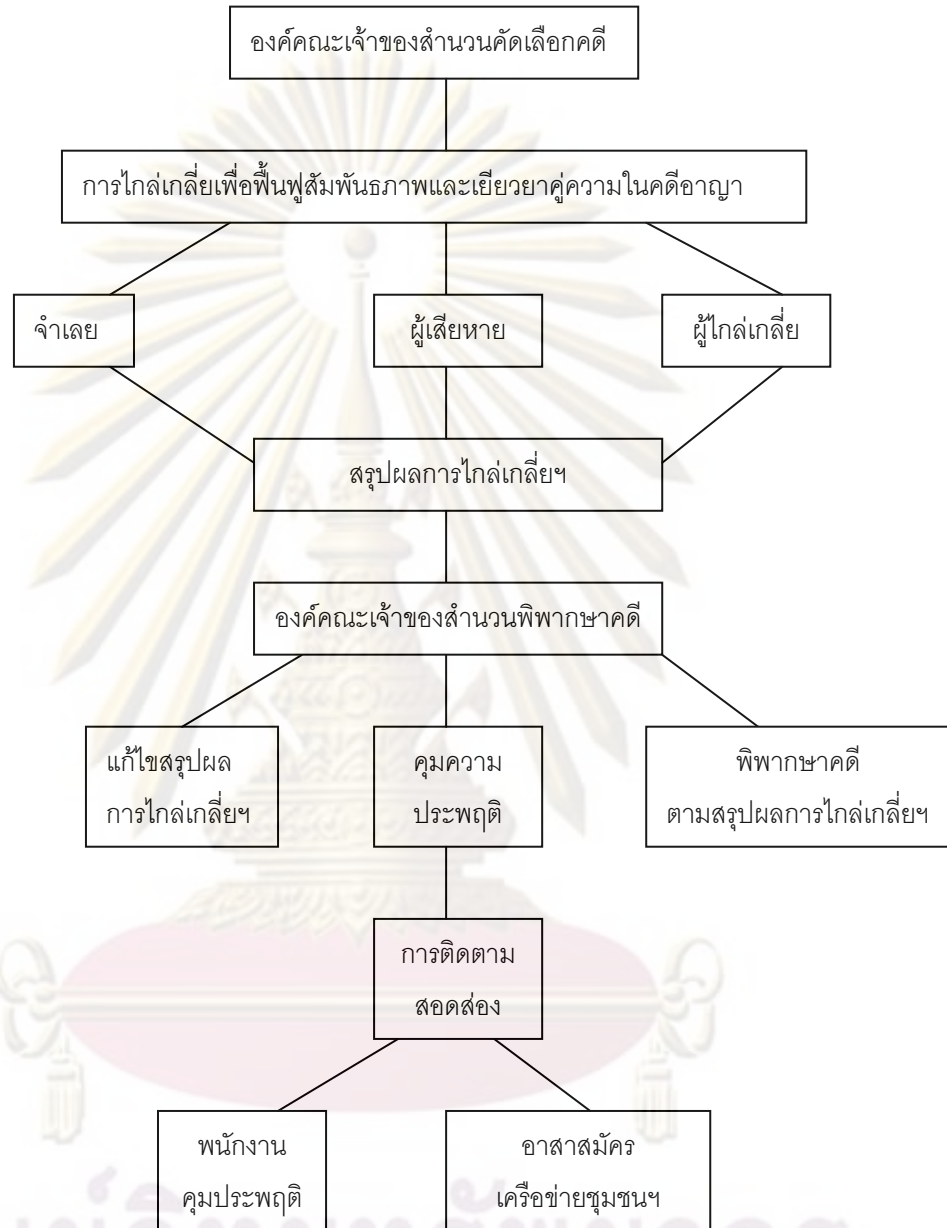 องค์คณะเจ้าของสำนวนคัดเลือกคดี
การไกล่เกลี่ยเพื่อฟื้นฟูสัมพันธภาพและเยียวยาคู่ความในคดีอาญา
จำเลย
ผู้เสียหาย
ผู้ไกล่เกลี่ย
สรุปผลการไกล่เกลี่ยฯ
องค์คณะเจ้าของสำนวนพิพากษาคดี
แก้ไขสรุปผล
การไกล่เกลี่ยฯ
คุมความ
ประพฤติ
พิพากษาคดี
ตามสรุปผลการไกล่เกลี่ยฯ
การติดตาม
สอดส่อง
พนักงาน
คุมประพฤติ
อาสาสมัคร
เครือข่ายชุมชนฯ